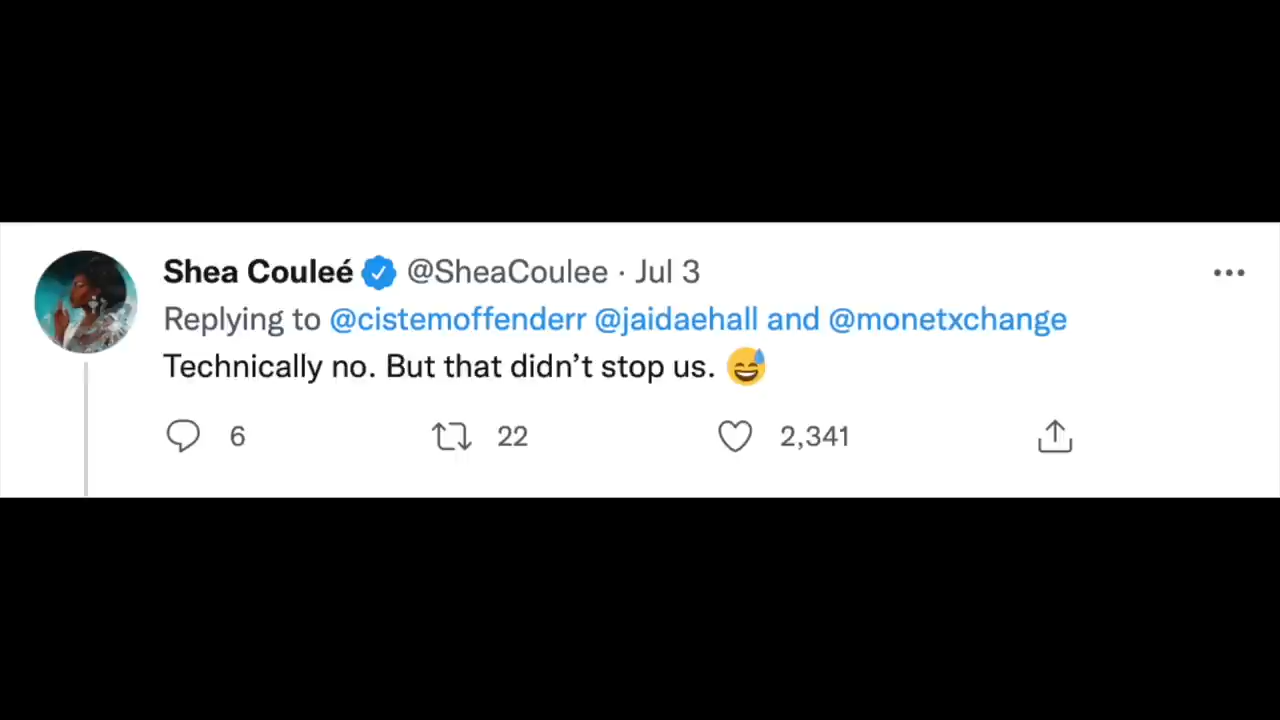 Shea Couleé @SheaCoulee · Jul 3
Replying to @cistemoffenderr @jaidaehall and @monetxchange
Technically no. But that didn’t stop us. 😅
6 22 2,341